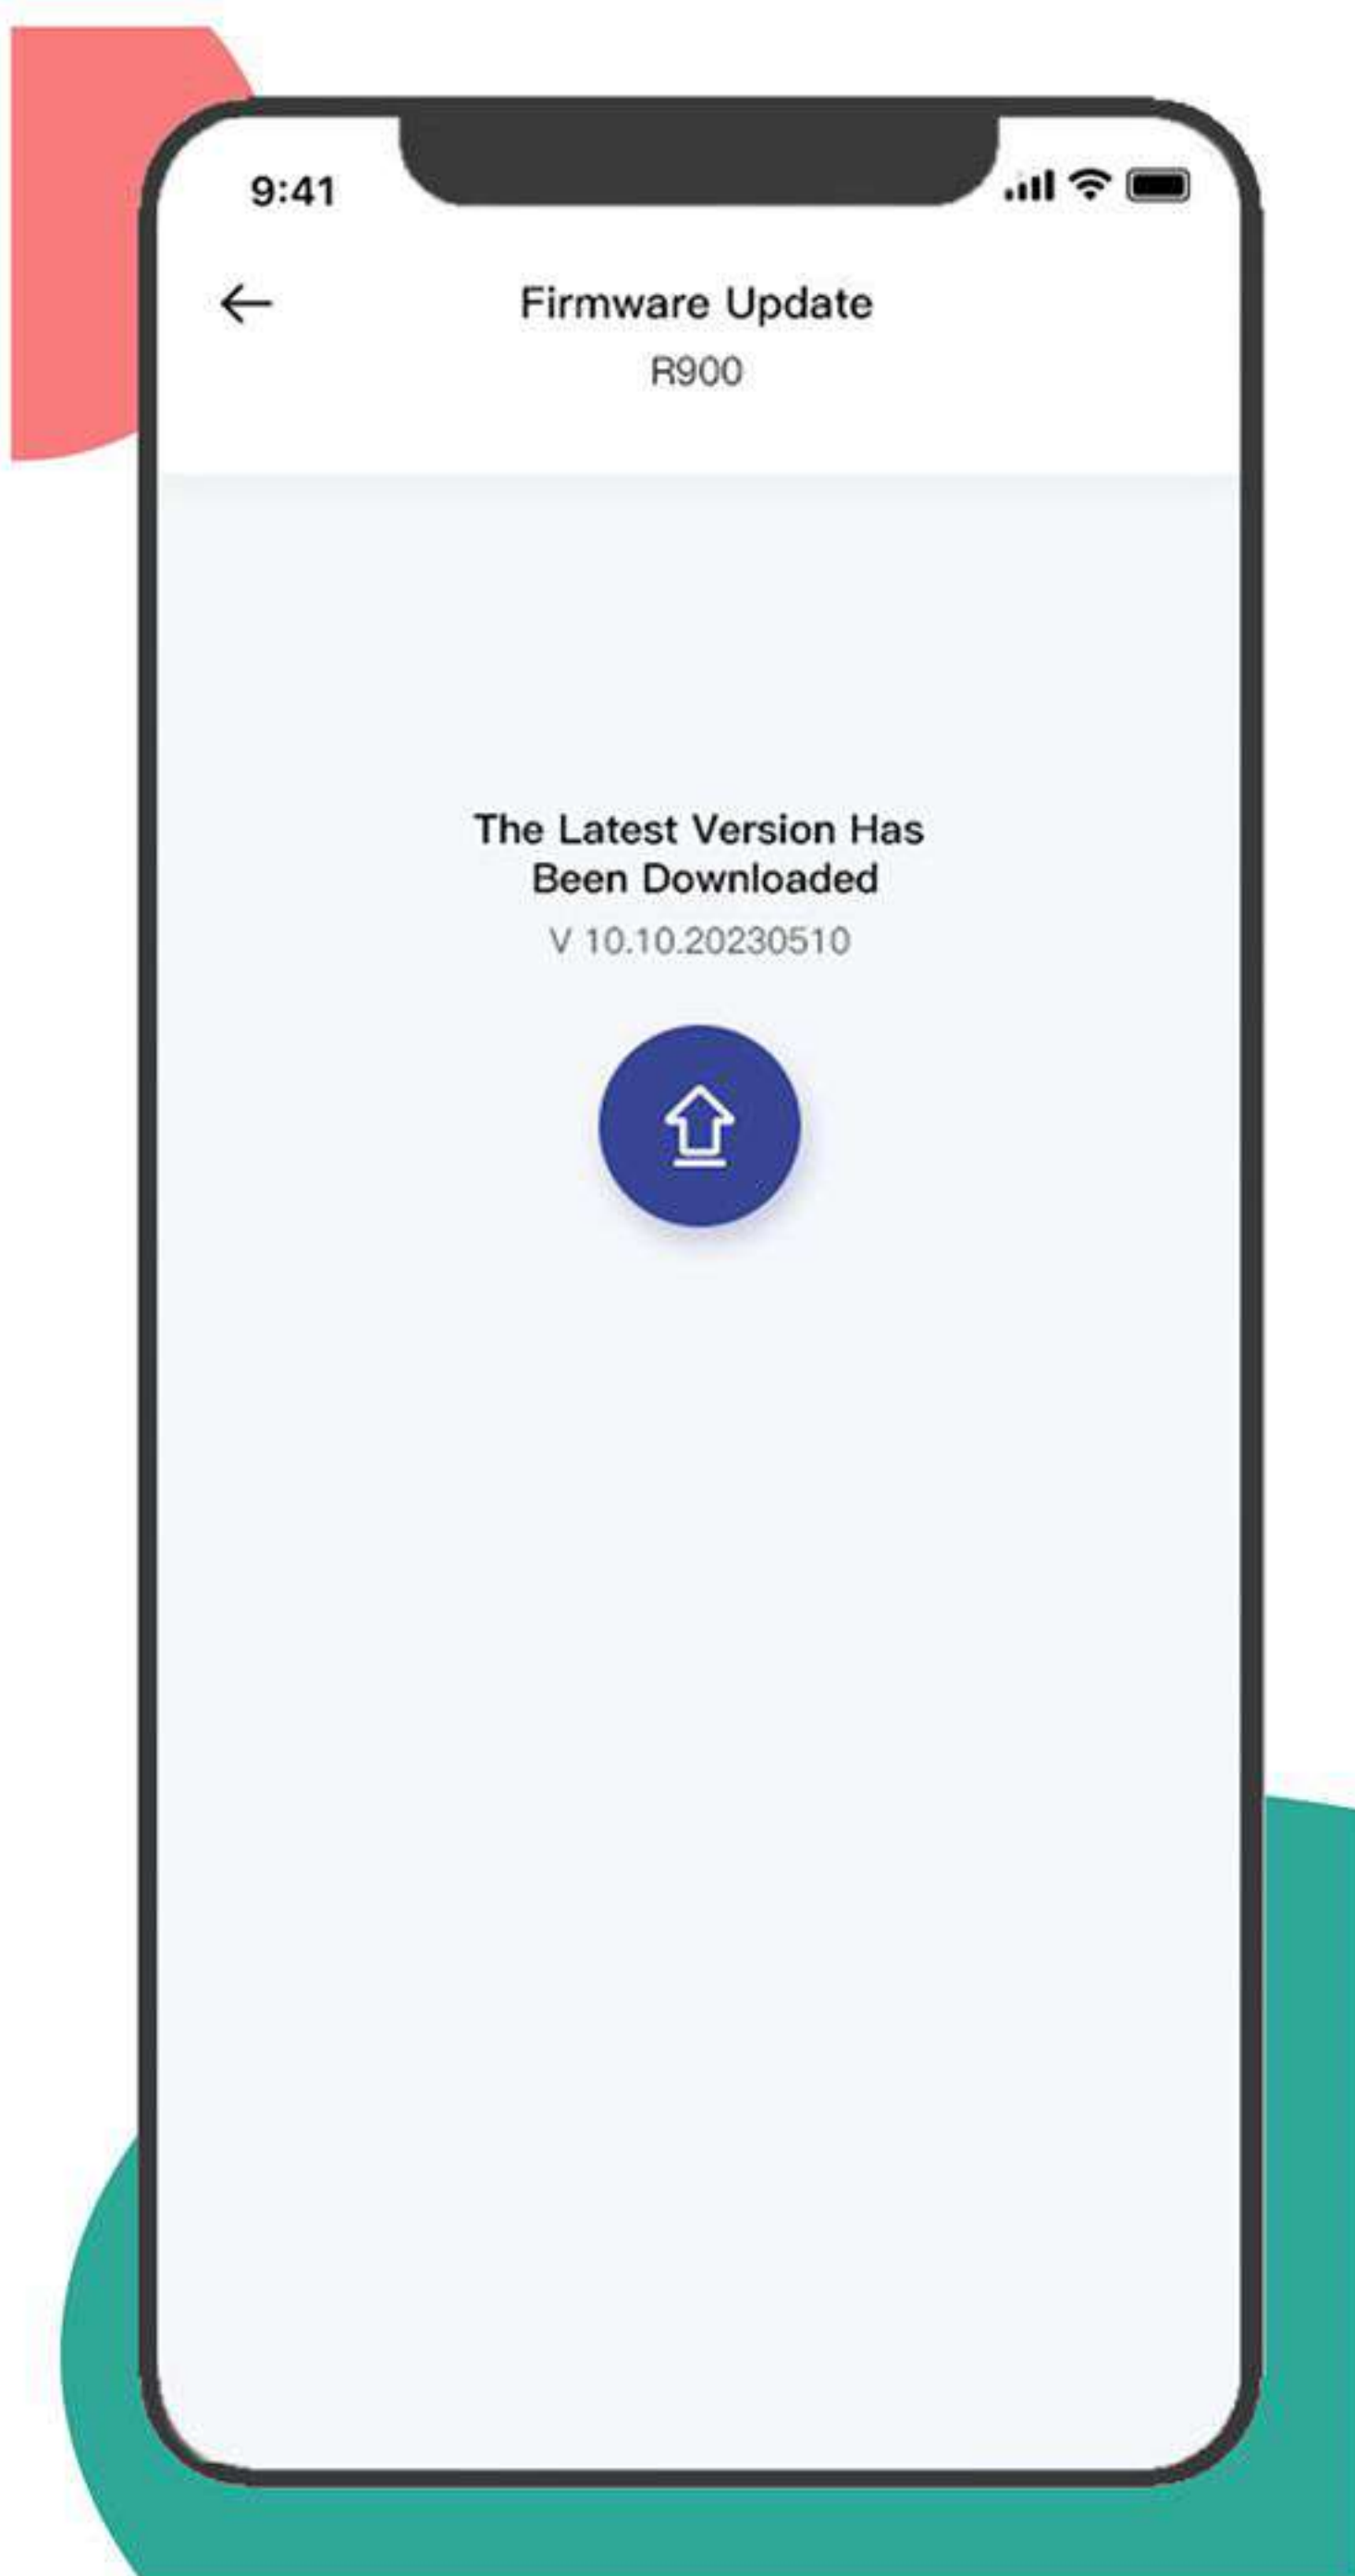 9:41
Firmware Update
R900
The Latest Version Has
Been Downloaded
V 10.10.20230510